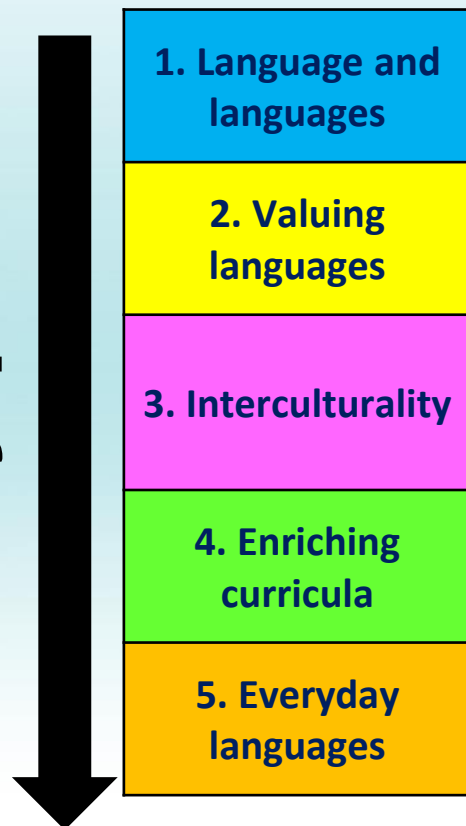 1. Language and
languages
2. Valuing
languages
3. Interculturality
4. Enriching
curricula
5. Everyday
languages